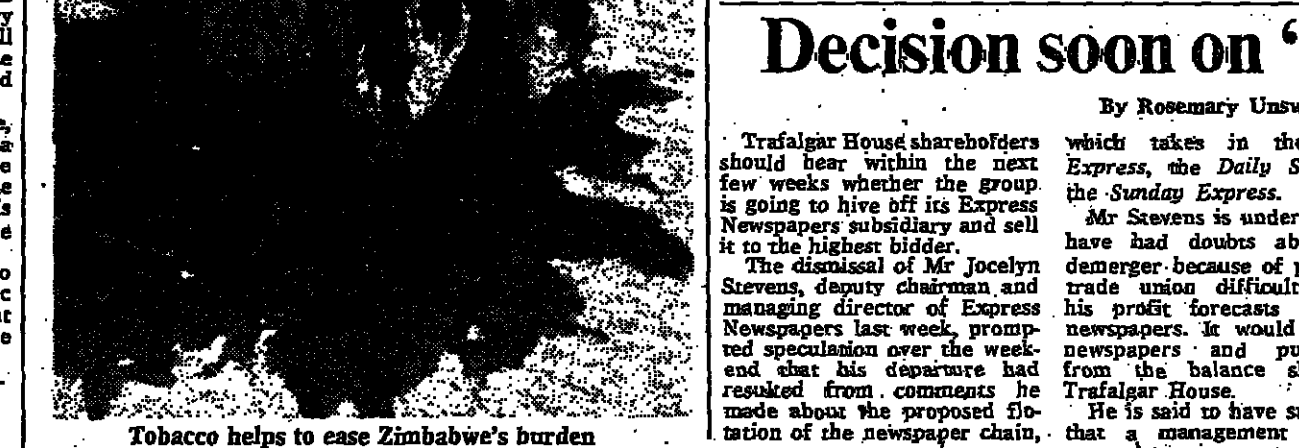 Tobacco helps to ease Zimbabwe's burden
Decision soon on '
By Rosemary
Trafalgar House shareholders
should hear within the next
few weeks whether the group
is going to hive off its Express
Newspapers subsidiary and sell
it to the highest bidder.
The dismissal of Mr Jocelyn
Stevens, deputy chairman and
managing director of Express
Newspapers last week, promp-
ted speculation over the week-
end that his departure had
resulted from comments he
made about the proposed flo-
tation of the newspaper chain,
which takes in the
Express, the Daily S
the Sunday Express.
Mr Stevens is under
have had doubts ab
demerger because of p
trade union difficult
his profit forecasts
newspapers. It would
newspapers and pu
from the balance s
Trafalgar House.
He is said to have s
that a management